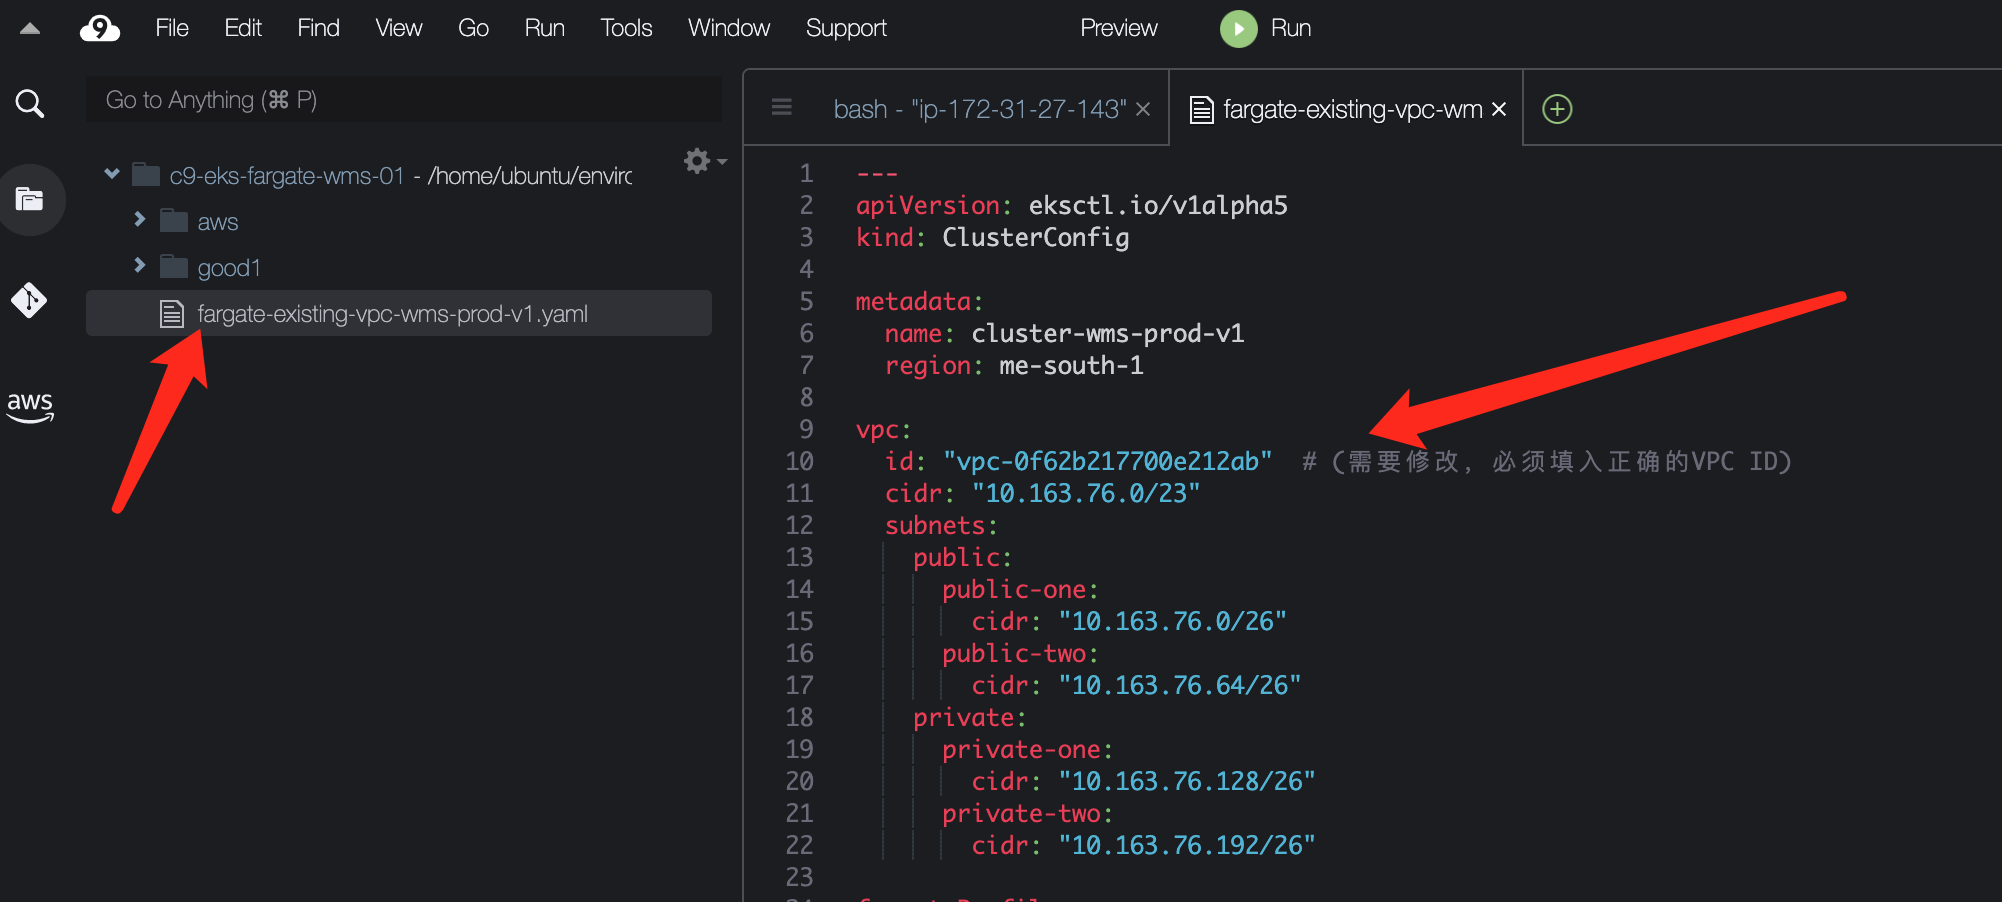 9 File Edit Find View Go Run Tools Window Support Preview Run
Go to Anything (⌘ P)
bash - "ip-172-31-27-143" ×
fargate-existing-vpc-wm ×
c9-eks-fargate-wms-01 - /home/ubuntu/enviro
aws
good1
fargate-existing-vpc-wms-prod-v1.yaml
aws
1 ---
2 apiVersion: eksctl.io/v1alpha5
3 kind: ClusterConfig
4
5 metadata:
6 name: cluster-wms-prod-v1
7 region: me-south-1
8
9 vpc:
10 id: "vpc-0f62b217700e212ab" # (需要修改, 必须填入正确的VPC ID)
11 cidr: "10.163.76.0/23"
12 subnets:
13 public:
14 public-one:
15 cidr: "10.163.76.0/26"
16 public-two:
17 cidr: "10.163.76.64/26"
18 private:
19 private-one:
20 cidr: "10.163.76.128/26"
21 private-two:
22 cidr: "10.163.76.192/26"
23